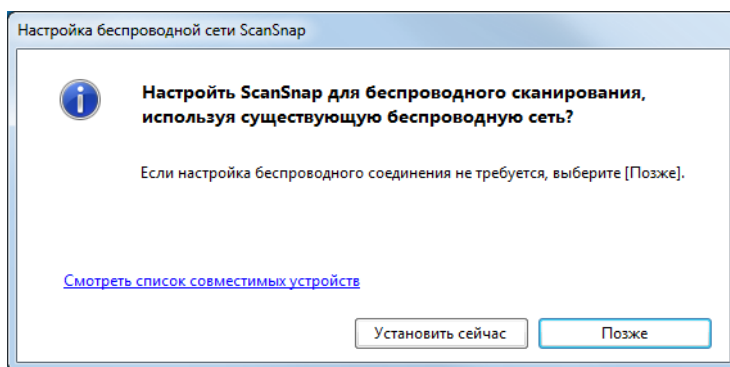 Настройка беспроводной сети ScanSnap
Настройть ScanSnap для беспроводного сканирования,
используя существующую беспроводную сеть?
Если настройка беспроводного соединения не требуется, выберите [Позже].
Смотреть список совместимых устройств
Установить сейчас
Позже